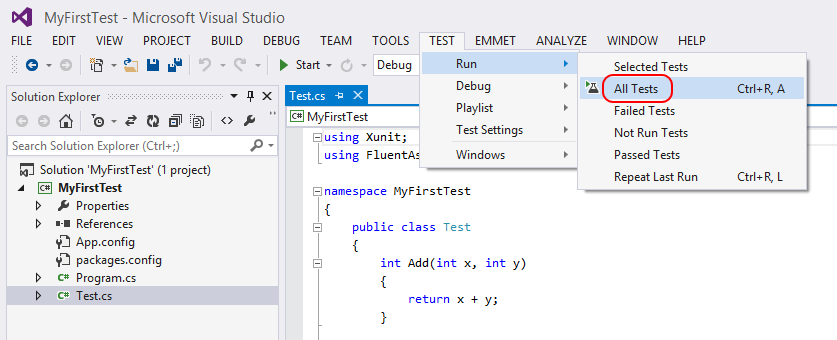 MyFirstTest - Microsoft Visual Studio
FILE EDIT VIEW PROJECT BUILD DEBUG TEAM TOOLS TEST EMMET ANALYZE WINDOW HELP
Start Debug
Run
Debug
Playlist
Test Settings
Windows
Selected Tests
All Tests Ctrl+R, A
Failed Tests
Not Run Tests
Passed Tests
Repeat Last Run Ctrl+R, L
Solution Explorer
Search Solution Explorer (Ctrl+;)
Solution 'MyFirstTest' (1 project)
C# MyFirstTest
Properties
References
App.config
packages.config
C# Program.cs
C# Test.cs
Test.cs
C# MyFirstTest
using Xunit;
using FluentAs
namespace MyFirstTest
{
public class Test
{
int Add(int x, int y)
{
return x + y;
}